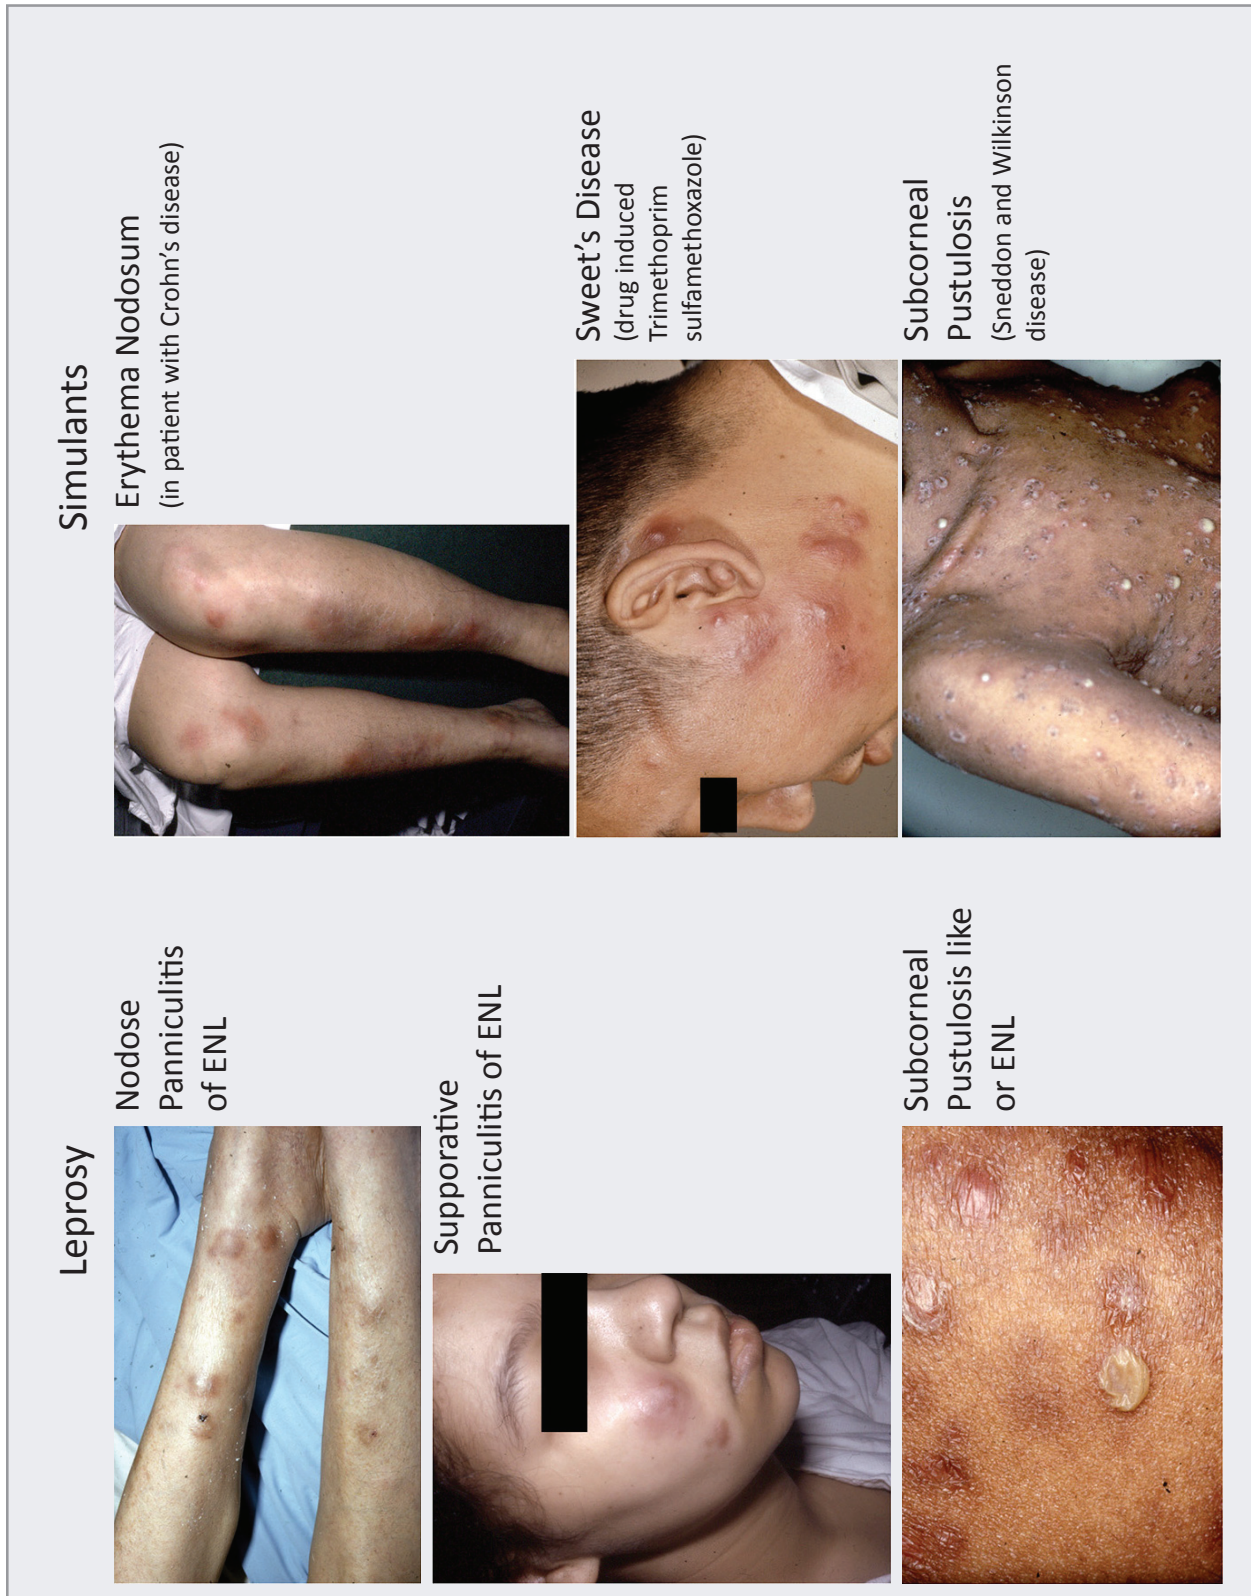 Leprosy
Simulants
Nodose
Panniculitis
of ENL
Erythema Nodosum
(in patient with Crohn's disease)
Supporative
Panniculitis of ENL
Sweet's Disease
(drug induced
Trimethoprim
sulfamethoxazole)
Subcorneal
Pustulosis like
or ENL
Subcorneal
Pustulosis
(Sneddon and Wilkinson
disease)